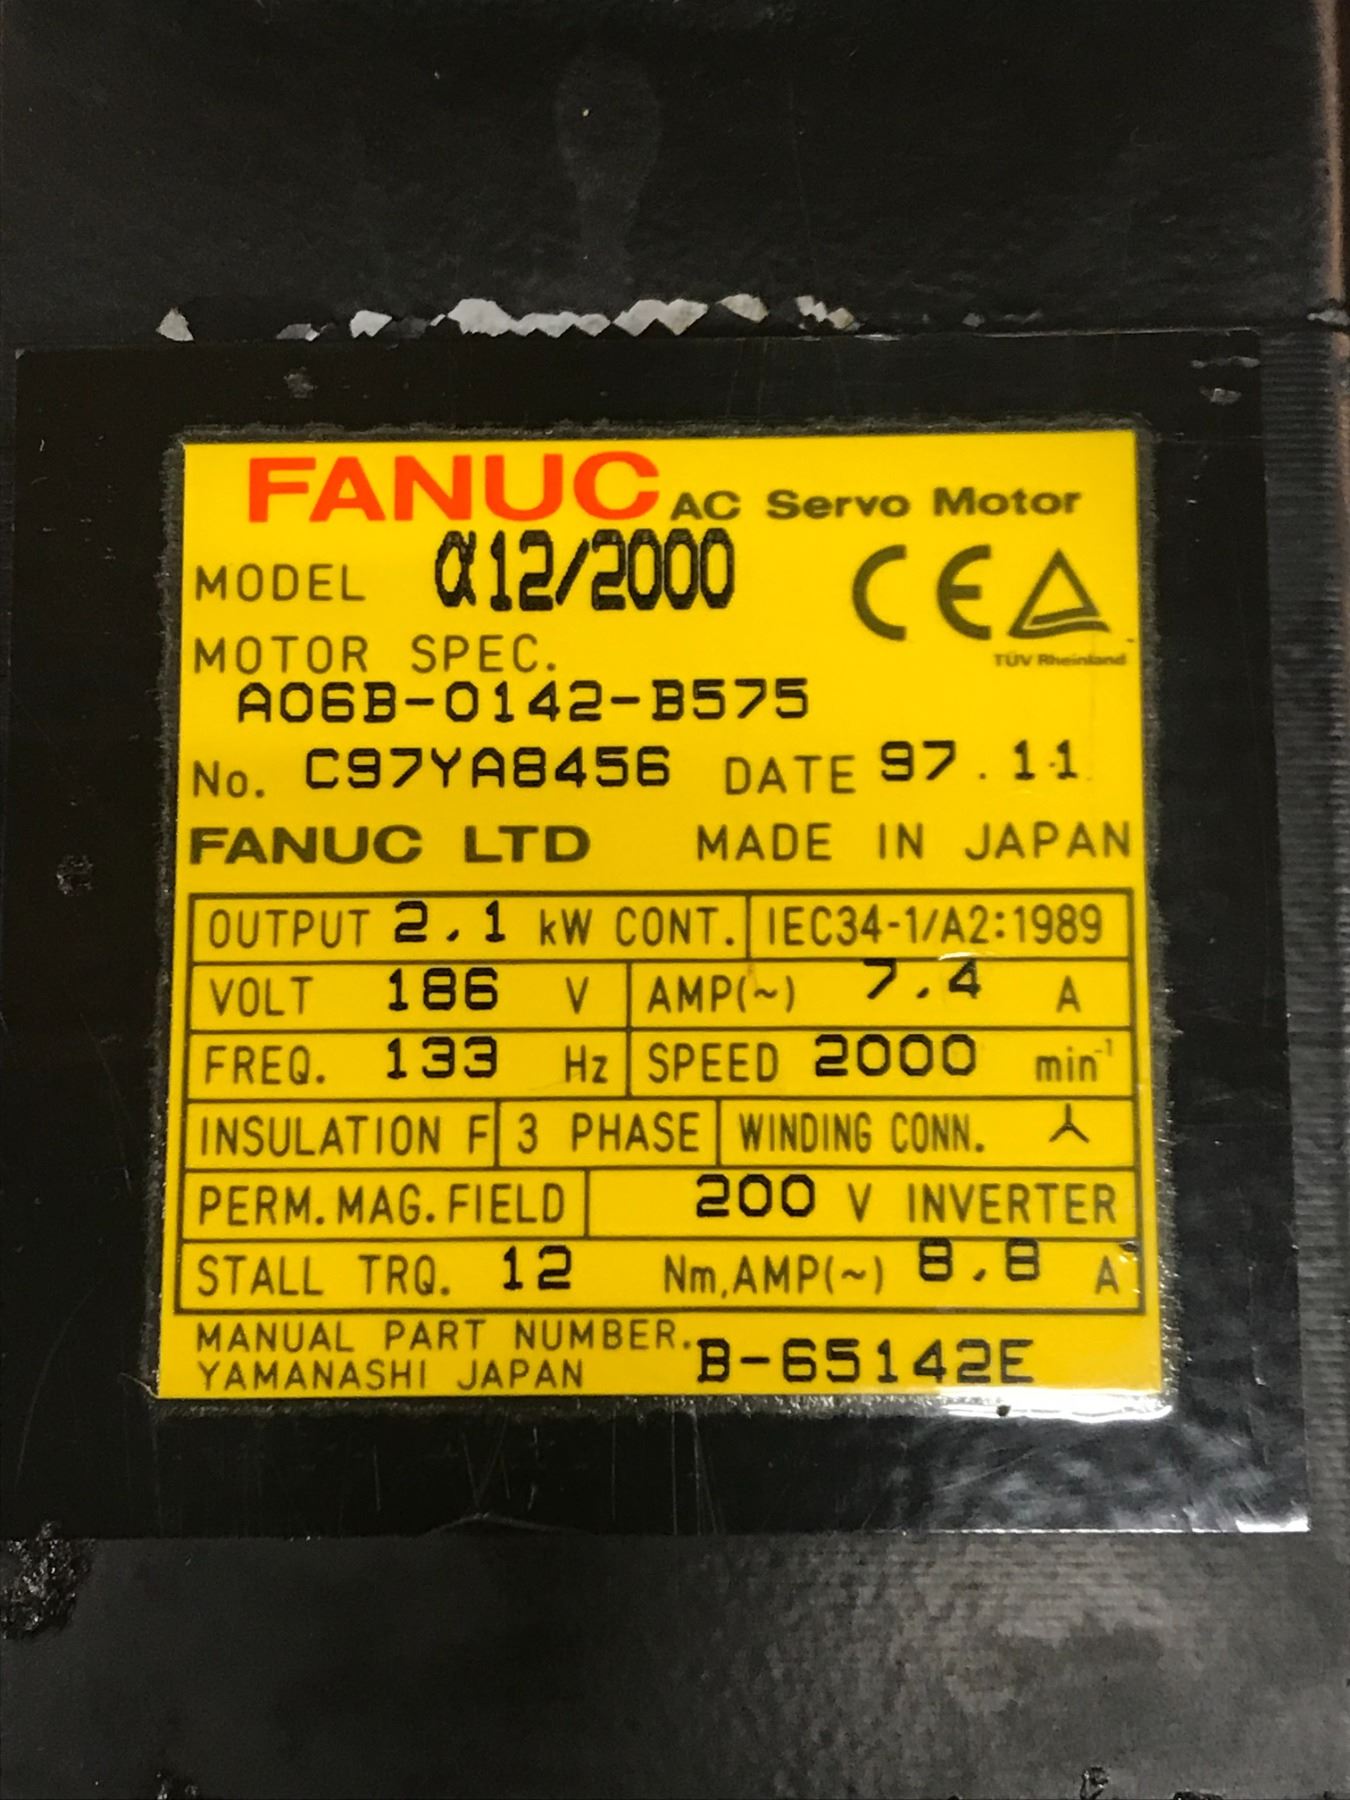 FANUC AC Servo Motor
MODEL α12/2000
CE
TÜV Rheinland
MOTOR SPEC.
A06B-0142-B575
No. C97YA8456 DATE 97.11
FANUC LTD MADE IN JAPAN
OUTPUT 2.1 kW CONT. IEC34-1/A2:1989
VOLT 186 V AMP(~) 7.4 A
FREQ. 133 Hz SPEED 2000 min⁻¹
INSULATION F 3 PHASE WINDING CONN.
PERM.MAG.FIELD 200 V INVERTER
STALL TRQ. 12 Nm,AMP(~) 8.8 A
MANUAL PART NUMBER. B-65142E
YAMANASHI JAPAN